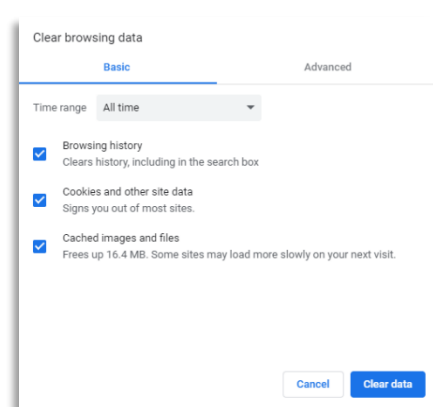 Clear browsing data
Basic Advanced
Time range All time
Browsing history
Clears history, including in the search box
Cookies and other site data
Signs you out of most sites.
Cached images and files
Frees up 16.4 MB. Some sites may load more slowly on your next visit.
Cancel Clear data